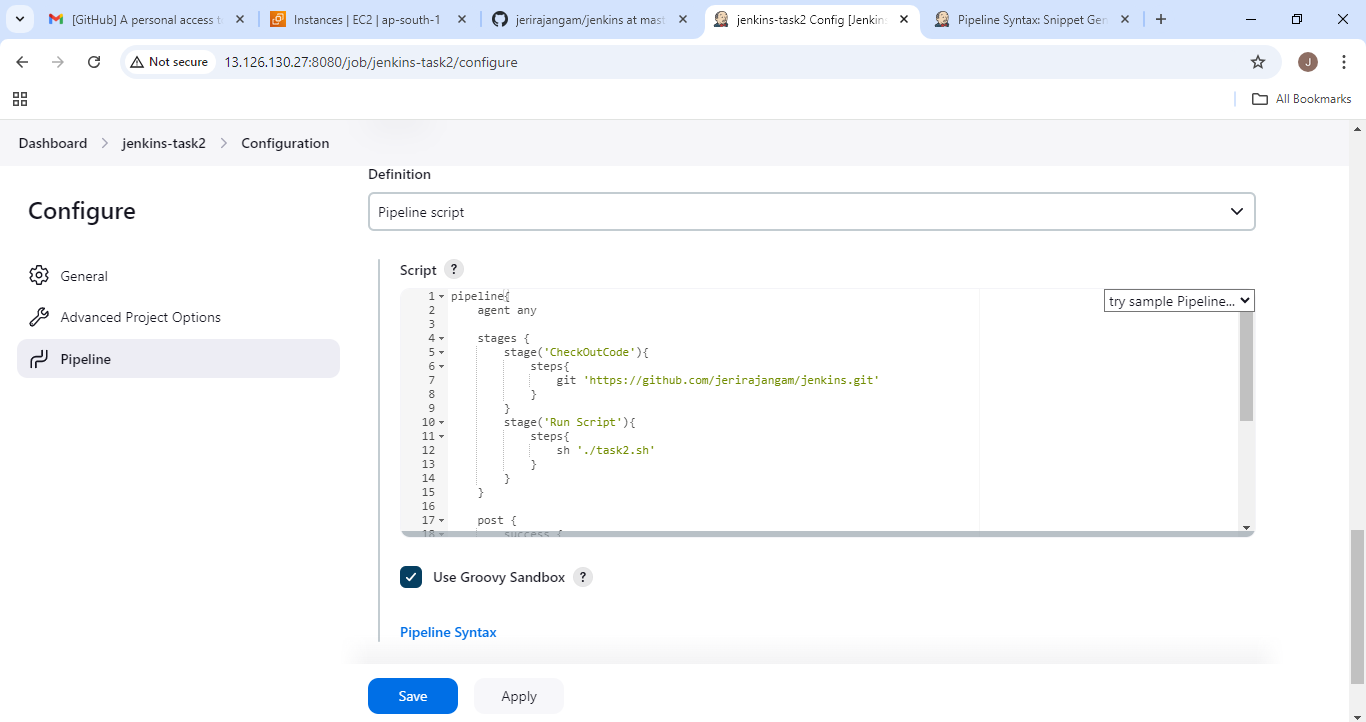 [GitHub] A personal access t
Instances | EC2 | ap-south-1
jerirajangam/jenkins at mast
jenkins-task2 Config [Jenkins
Pipeline Syntax: Snippet Gen
Not secure
13.126.130.27:8080/job/jenkins-task2/configure
J
All Bookmarks
Dashboard > jenkins-task2 > Configuration
Configure
General
Advanced Project Options
Pipeline
Definition
Pipeline script
Script ?
try sample Pipeline...
1 pipeline{
2 agent any
3
4 stages {
5 stage('CheckOutCode'){
6 steps{
7 git 'https://github.com/jerirajangam/jenkins.git'
8 }
9 }
10 stage('Run Script'){
11 steps{
12 sh './task2.sh'
13 }
14 }
15 }
16
17 post {
18 success {
Use Groovy Sandbox ?
Pipeline Syntax
Save
Apply